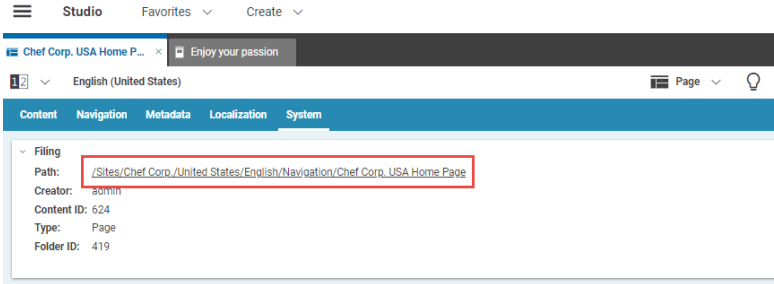 Studio Favorites Create
Chef Corp. USA Home P... × Enjoy your passion
12 English (United States) Page
Content Navigation Metadata Localization System
Filing
Path: /Sites/Chef Corp./United States/English/Navigation/Chef Corp. USA Home Page
Creator: admin
Content ID: 624
Type: Page
Folder ID: 419